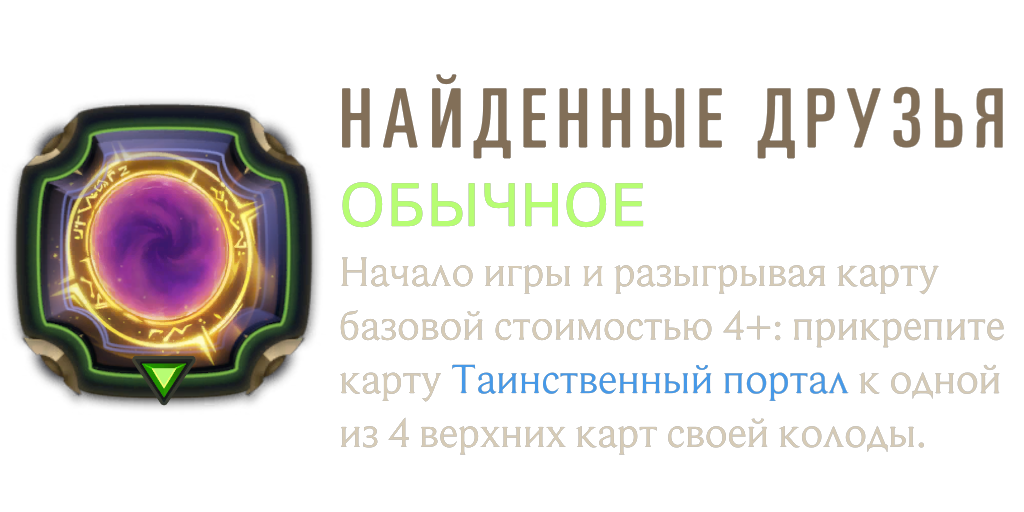 НАЙДЕННЫЕ ДРУЗЬЯ
ОБЫЧНОЕ
Начало игры и разыгрывая карту
базовой стоимостью 4+: прикрепите
карту Таинственный портал к одной
из 4 верхних карт своей колоды.